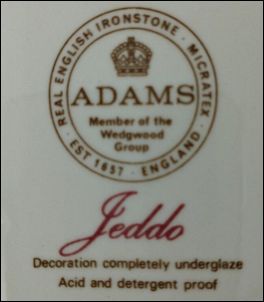 REAL ENGLISH IRONSTONE · MICRATEX ·
ADAMS
Member of the
Wedgwood
Group
EST 1657 · ENGLAND ·
Jeddo
Decoration completely underglaze
Acid and detergent proof